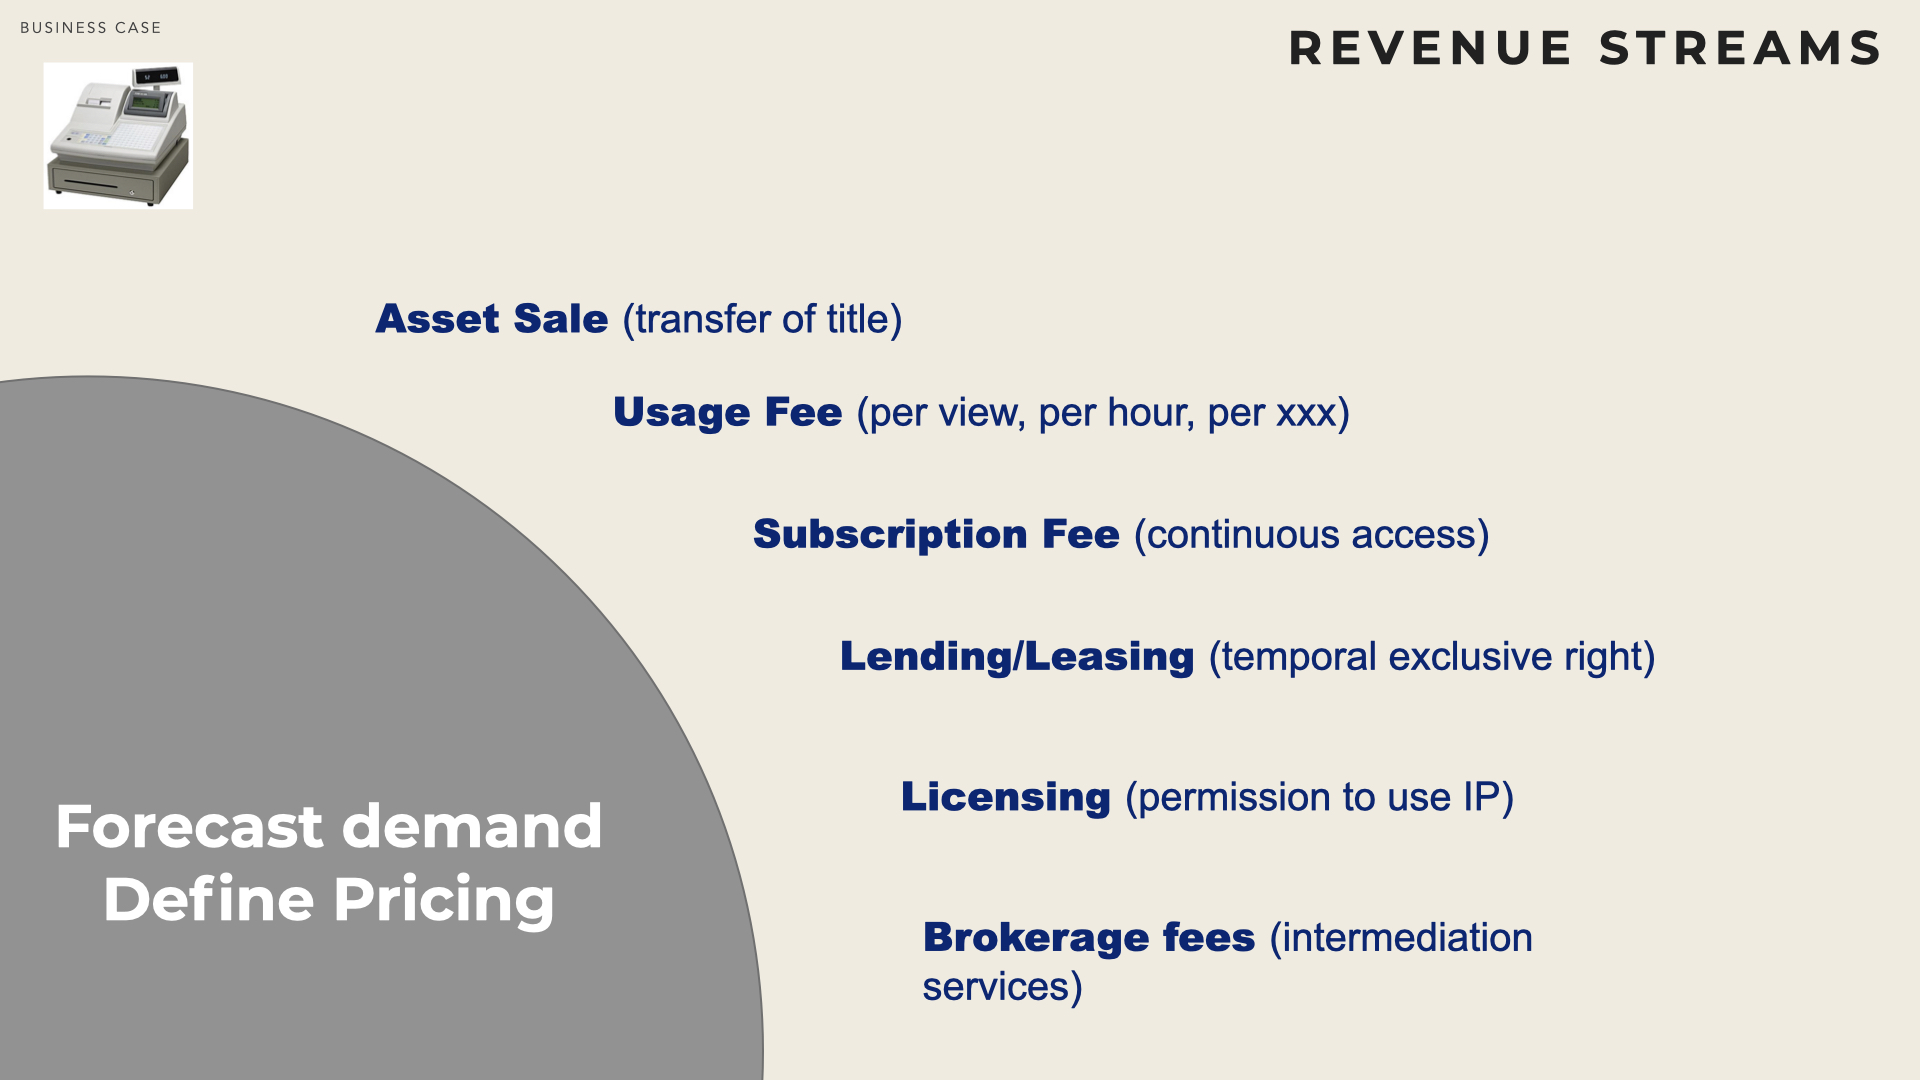 BUSINESS CASE
REVENUE STREAMS
Asset Sale (transfer of title)
Usage Fee (per view, per hour, per xxx)
Subscription Fee (continuous access)
Lending/Leasing (temporal exclusive right)
Licensing (permission to use IP)
Brokerage fees (intermediation
services)
Forecast demand
Define Pricing